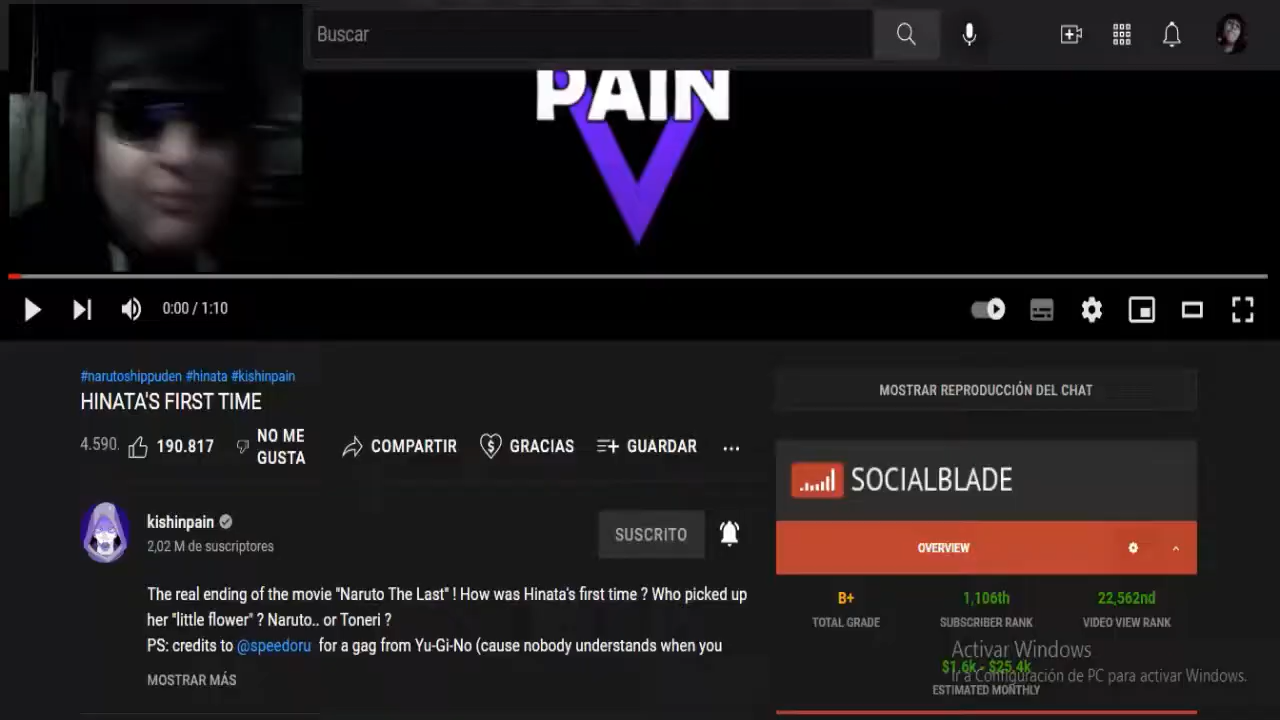 Buscar
PAIN
0:00 / 1:10
#narutoshippuden #hinata #kishinpain
HINATA'S FIRST TIME
4.590.
190.817
NO ME
GUSTA
COMPARTIR
GRACIAS
GUARDAR
kishinpain
2,02 M de suscriptores
SUSCRITO
The real ending of the movie "Naruto The Last" ! How was Hinata's first time ? Who picked up
her "little flower" ? Naruto.. or Toneri ?
PS: credits to @speedoru for a gag from Yu-Gi-No (cause nobody understands when you
MOSTRAR MÁS
MOSTRAR REPRODUCCIÓN DEL CHAT
SOCIALBLADE
OVERVIEW
B+
TOTAL GRADE
1,106th
SUBSCRIBER RANK
22,562nd
VIDEO VIEW RANK
$1.6k - $25.4k
ESTIMATED MONTHLY
Activar Windows
Ir a Configuración de PC para activar Windows.